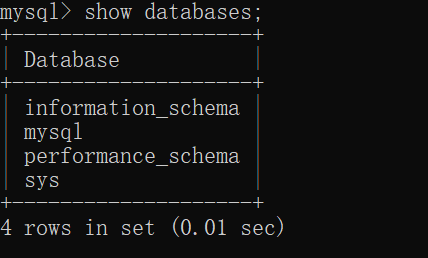 mysql> show databases;
+--------------------+
| Database           |
+--------------------+
| information_schema |
| mysql              |
| performance_schema |
| sys                |
+--------------------+
4 rows in set (0.01 sec)